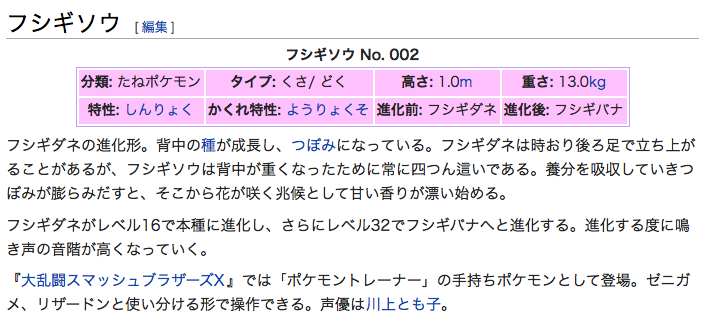 フシギソウ [編集]
フシギソウ No. 002
分類: たねポケモン タイプ: くさ/ どく 高さ: 1.0m 重さ: 13.0kg
特性: しんりょく かくれ特性: ようりょくそ 進化前: フシギダネ 進化後: フシギバナ
フシギダネの進化形。背中の種が成長し、つぼみになっている。フシギダネは時おり後ろ足で立ち上が
ることがあるが、フシギソウは背中が重くなったために常に四つん這いである。養分を吸収していきつ
ぼみが膨らみだすと、そこから花が咲く兆候として甘い香りが漂い始める。
フシギダネがレベル16で本種に進化し、さらにレベル32でフシギバナへと進化する。進化する度に鳴
き声の音階が高くなっていく。
『大乱闘スマッシュブラザーズX』では「ポケモントレーナー」の手持ちポケモンとして登場。ゼニガ
メ、リザードンと使い分ける形で操作できる。声優は川上とも子。